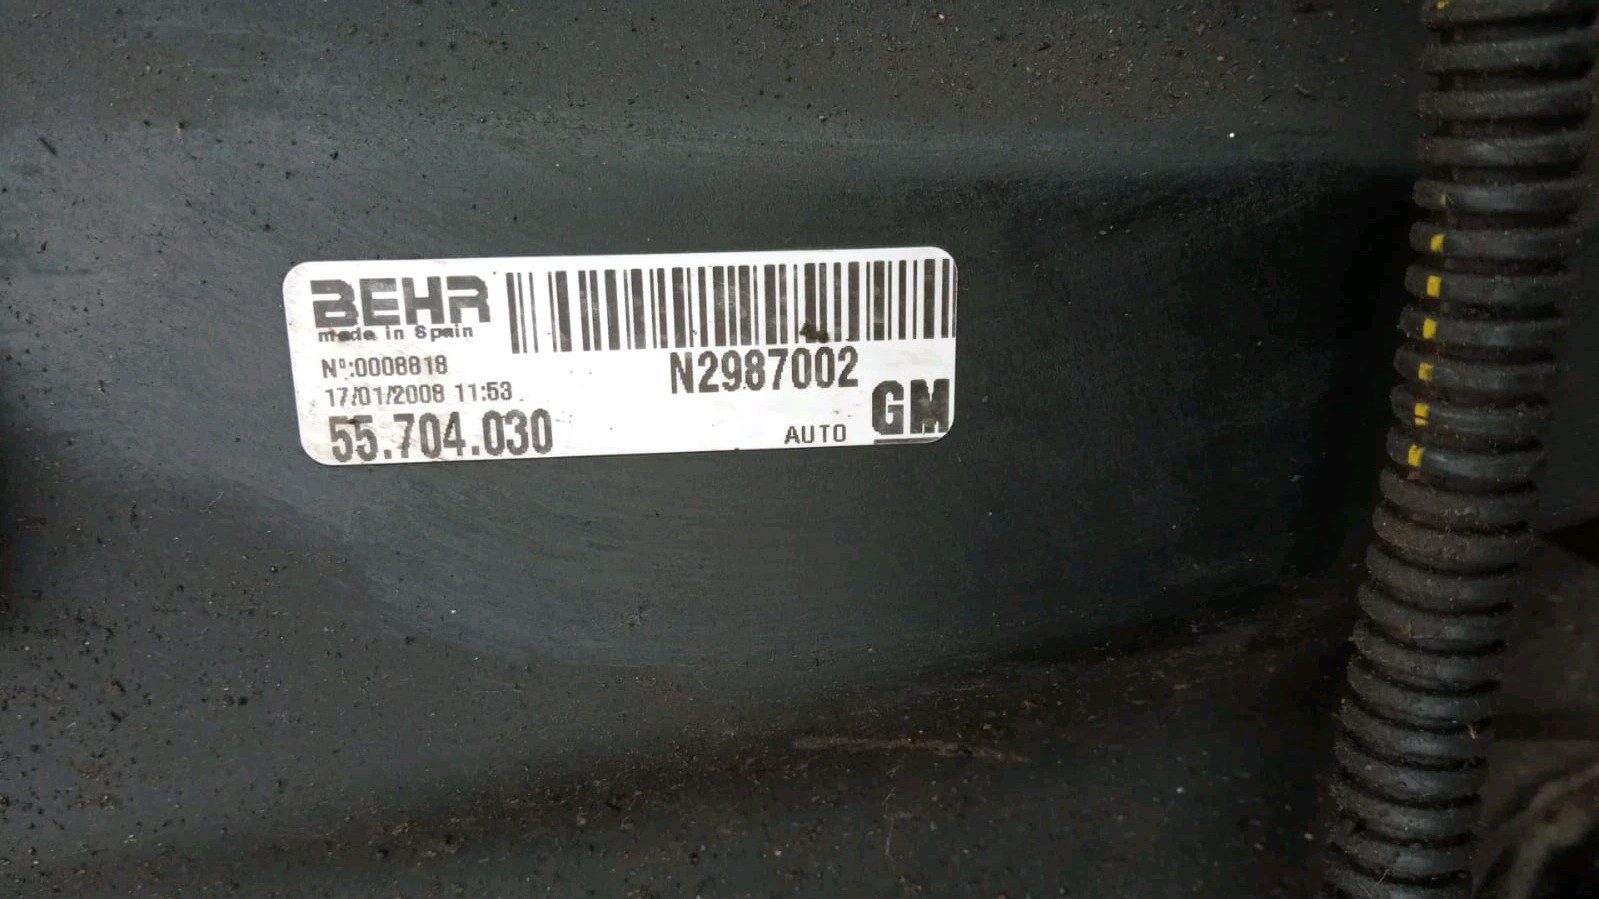 BEHR
made in Spain
Nº:0008818
N2987002
17/01/2008 11:53
55.704.030
AUTO
GM